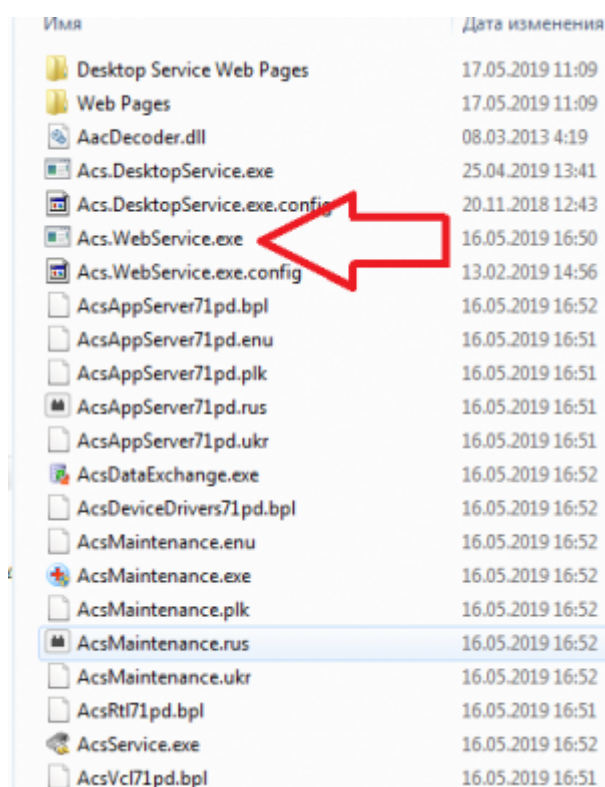 Имя Дата изменения
Desktop Service Web Pages 17.05.2019 11:09
Web Pages 17.05.2019 11:09
AacDecoder.dll 08.03.2013 4:19
Acs.DesktopService.exe 25.04.2019 13:41
Acs.DesktopService.exe.config 20.11.2018 12:43
Acs.WebService.exe 16.05.2019 16:50
Acs.WebService.exe.config 13.02.2019 14:56
AcsAppServer71pd.bpl 16.05.2019 16:52
AcsAppServer71pd.enu 16.05.2019 16:51
AcsAppServer71pd.plk 16.05.2019 16:51
AcsAppServer71pd.rus 16.05.2019 16:51
AcsAppServer71pd.ukr 16.05.2019 16:51
AcsDataExchange.exe 16.05.2019 16:52
AcsDeviceDrivers71pd.bpl 16.05.2019 16:52
AcsMaintenance.enu 16.05.2019 16:52
AcsMaintenance.exe 16.05.2019 16:52
AcsMaintenance.plk 16.05.2019 16:52
AcsMaintenance.rus 16.05.2019 16:52
AcsMaintenance.ukr 16.05.2019 16:52
AcsRtl71pd.bpl 16.05.2019 16:51
AcsService.exe 16.05.2019 16:52
AcsVcl71pd.bpl 16.05.2019 16:51